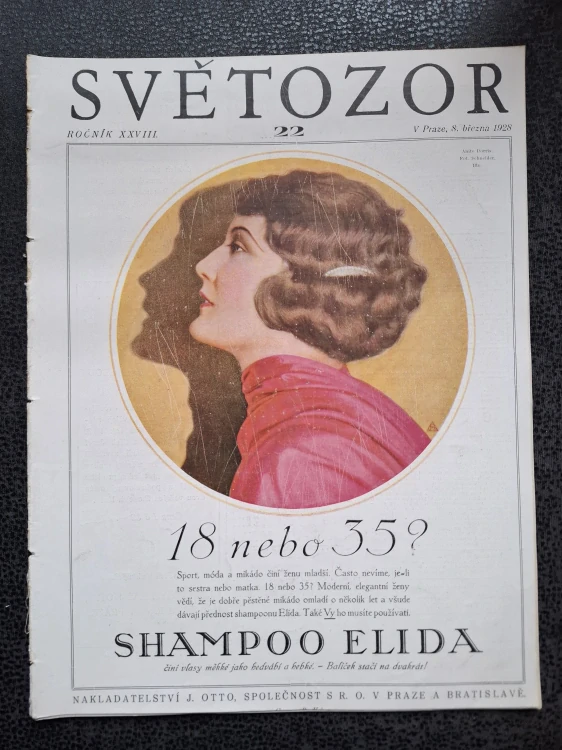 SVĚTOZOR
ROČNÍK XXVIII. 22 V Praze, 8. března 1928
18 nebo 35?
Sport, móda a mikádo činí ženu mladší. Často nevíme, je-li
to sestra nebo matka. 18 nebo 35? Moderní, elegantní ženy
vědí, že je dobře pěstěné mikádo omladí o několik let a všude
dávají přednost shampoonu Elida. Také Vy ho musíte používati.
SHAMPOO ELIDA
činí vlasy měkké jako hedvábí a hebké. – Balíček stačí na dvakrát!
NAKLADATELSTVÍ J. OTTO, SPOLEČNOST S R. O. V PRAZE A BRATISLAVĚ.